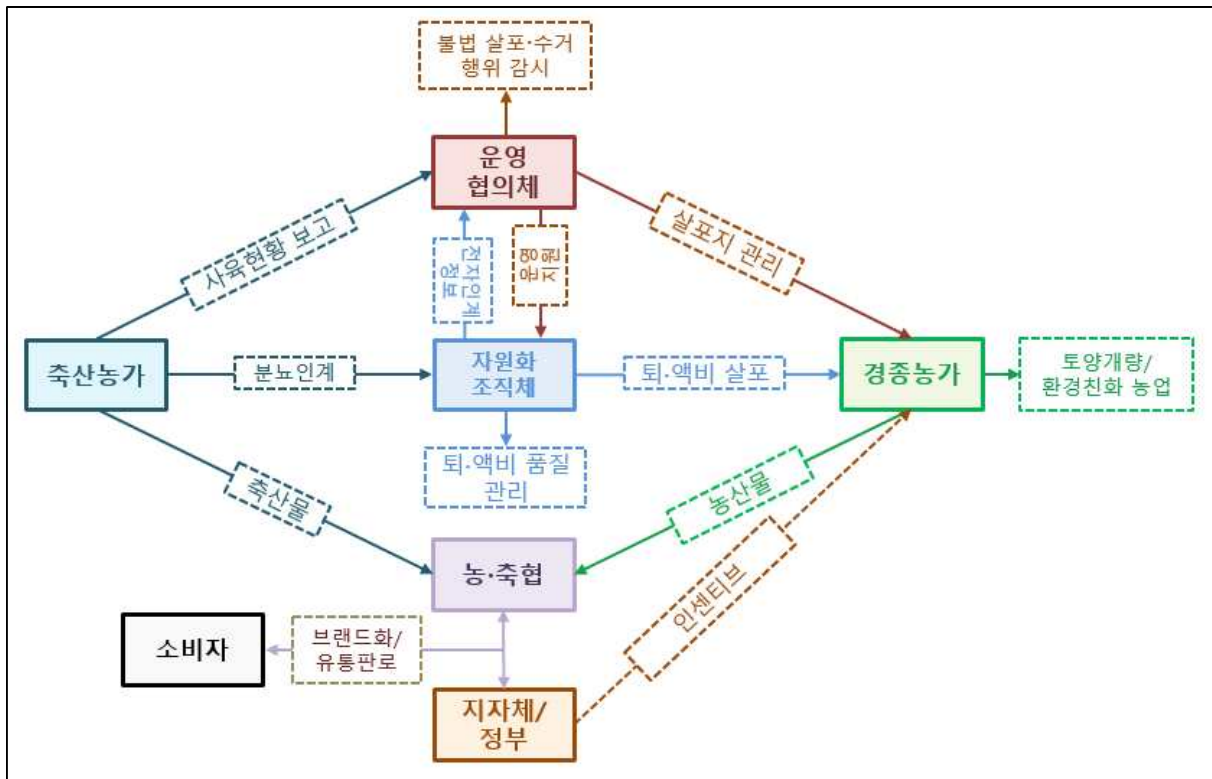 불법 살포·수거
행위 감시
운영
협의체
사육현황 보고
전자인계
정보
운영
지원
살포지 관리
축산농가
분뇨인계
자원화
조직체
퇴·액비 살포
경종농가
토양개량/
환경친화 농업
퇴·액비 품질
관리
축산물
농산물
농·축협
인센티브
소비자
브랜드화/
유통판로
지자체/
정부